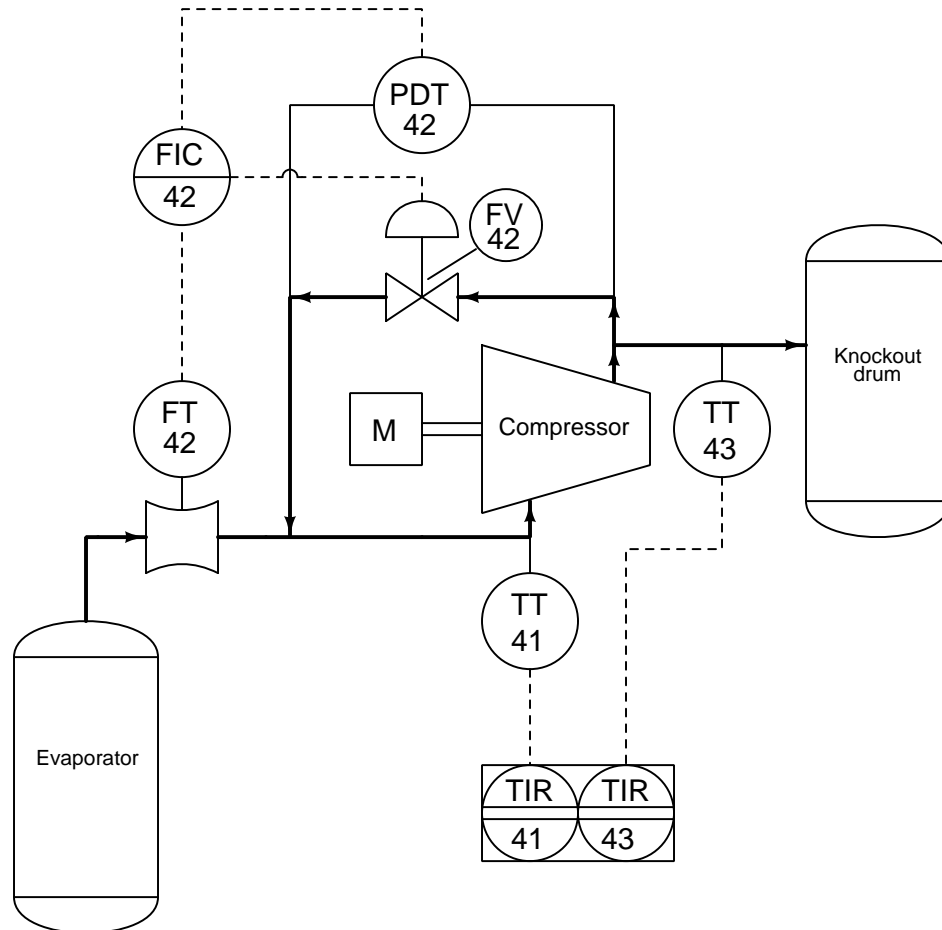 PDT
42
FIC
42
FV
42
Knockout
drum
FT
42
M
Compressor
TT
43
TT
41
Evaporator
TIR
TIR
41
43